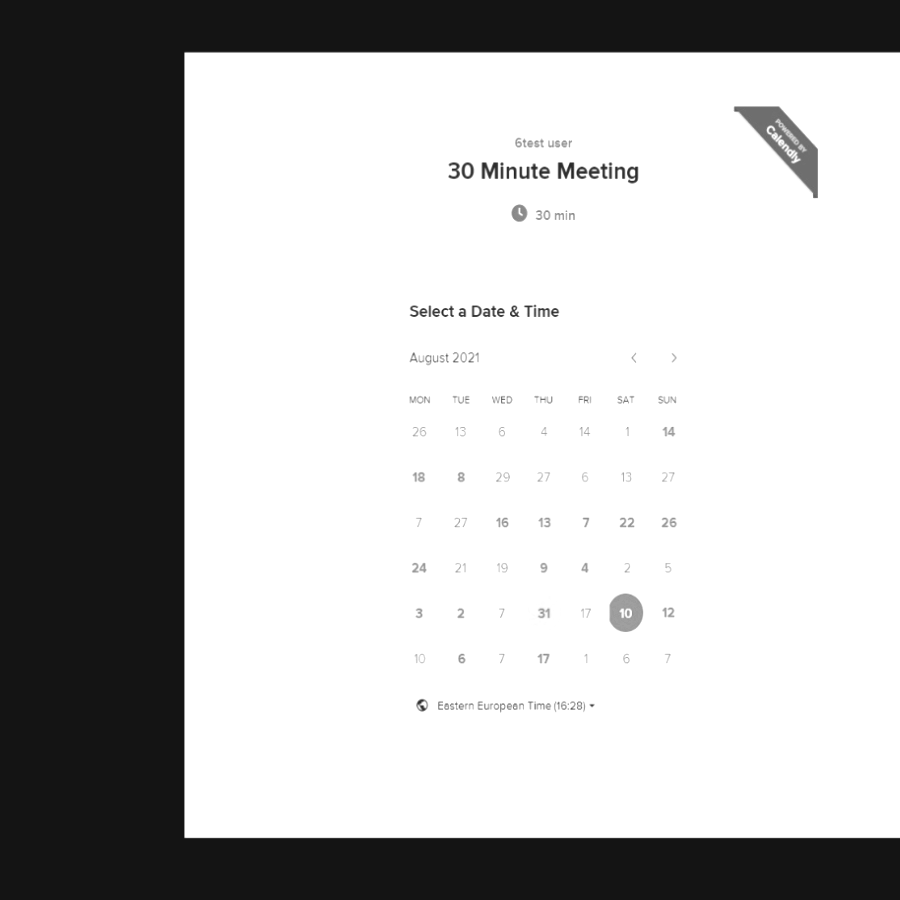 POWERED BY
Calendly
6test user
30 Minute Meeting
30 min
Select a Date & Time
August 2021
MON TUE WED THU FRI SAT SUN
26 13 6 4 14 1 14
18 8 29 27 6 13 27
7 27 16 13 7 22 26
24 21 19 9 4 2 5
3 2 7 31 17 10 12
10 6 7 17 1 6 7
Eastern European Time (16:28)